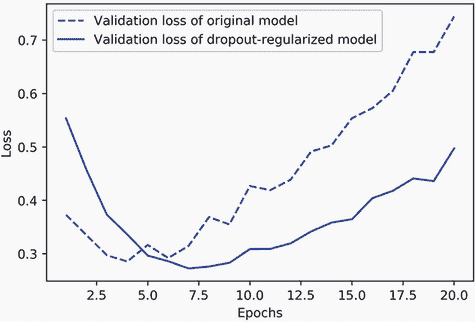 Validation loss of original model
Validation loss of dropout-regularized model
0.7
0.6
0.5
0.4
0.3
Loss
2.5 5.0 7.5 10.0 12.5 15.0 17.5 20.0
Epochs